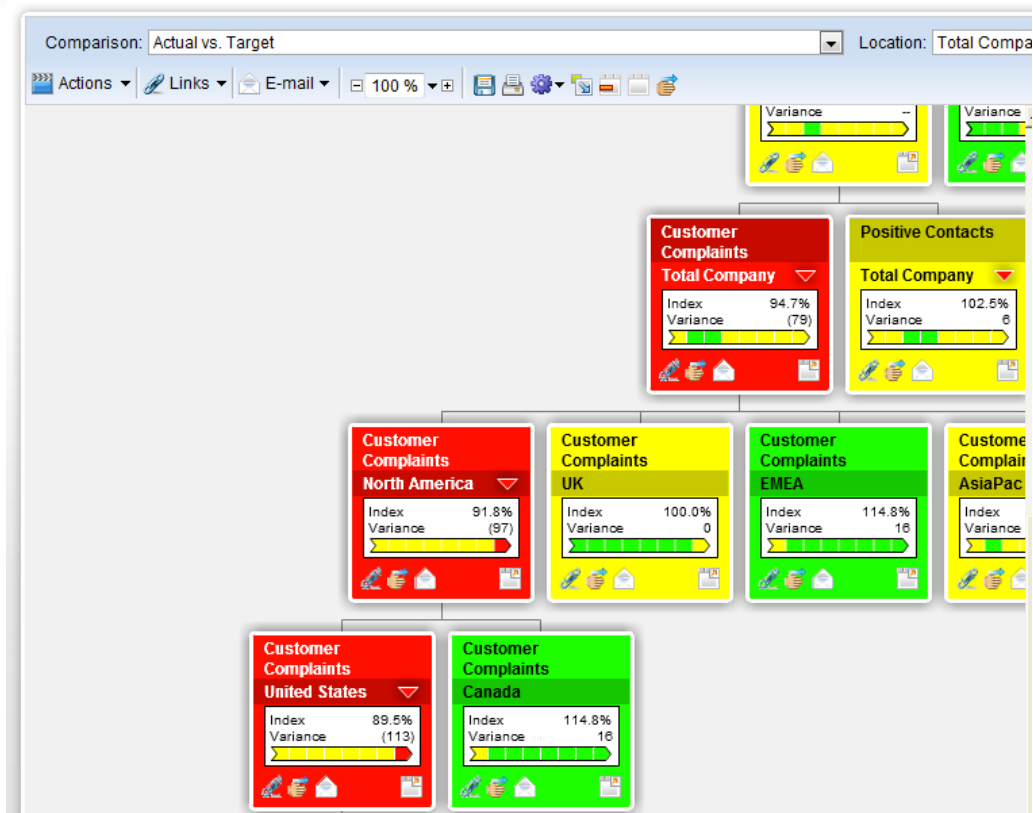 Comparison: Actual vs. Target Location: Total Compa
Actions Links E-mail 100 %
Variance --
Variance
Customer Complaints
Total Company
Index 94.7%
Variance (79)
Positive Contacts
Total Company
Index 102.5%
Variance 6
Customer
Complaints
North America
Index 91.8%
Variance (97)
Customer
Complaints
UK
Index 100.0%
Variance 0
Customer
Complaints
EMEA
Index 114.8%
Variance 16
Custome
Complain
AsiaPac
Index
Variance
Customer
Complaints
United States
Index 89.5%
Variance (113)
Customer
Complaints
Canada
Index 114.8%
Variance 16